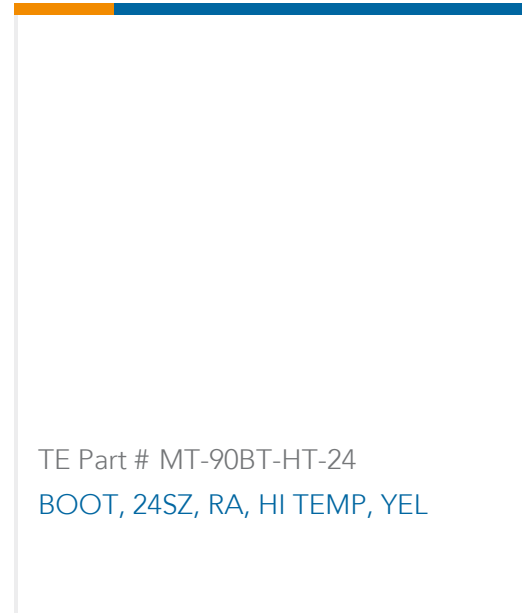 TE Part # MT-90BT-HT-24
BOOT, 24SZ, RA, HI TEMP, YEL